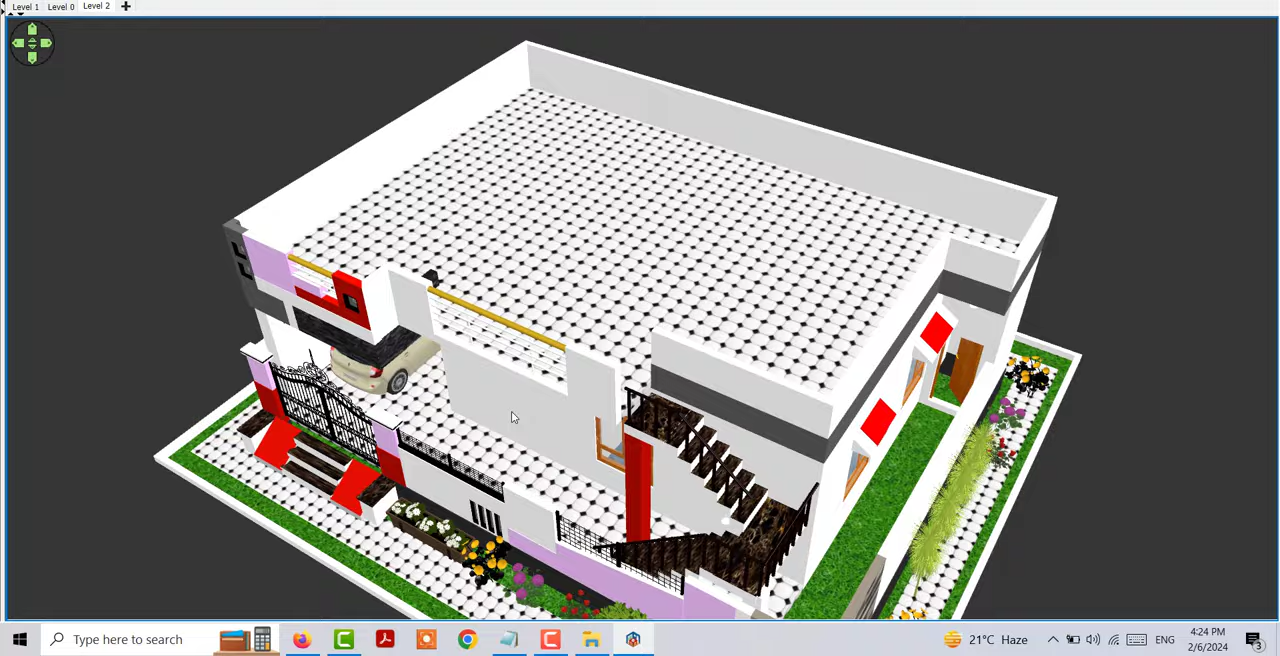 Level 1 Level 0 Level 2
Type here to search
21°C Haze
ENG
4:24 PM
2/6/2024
3